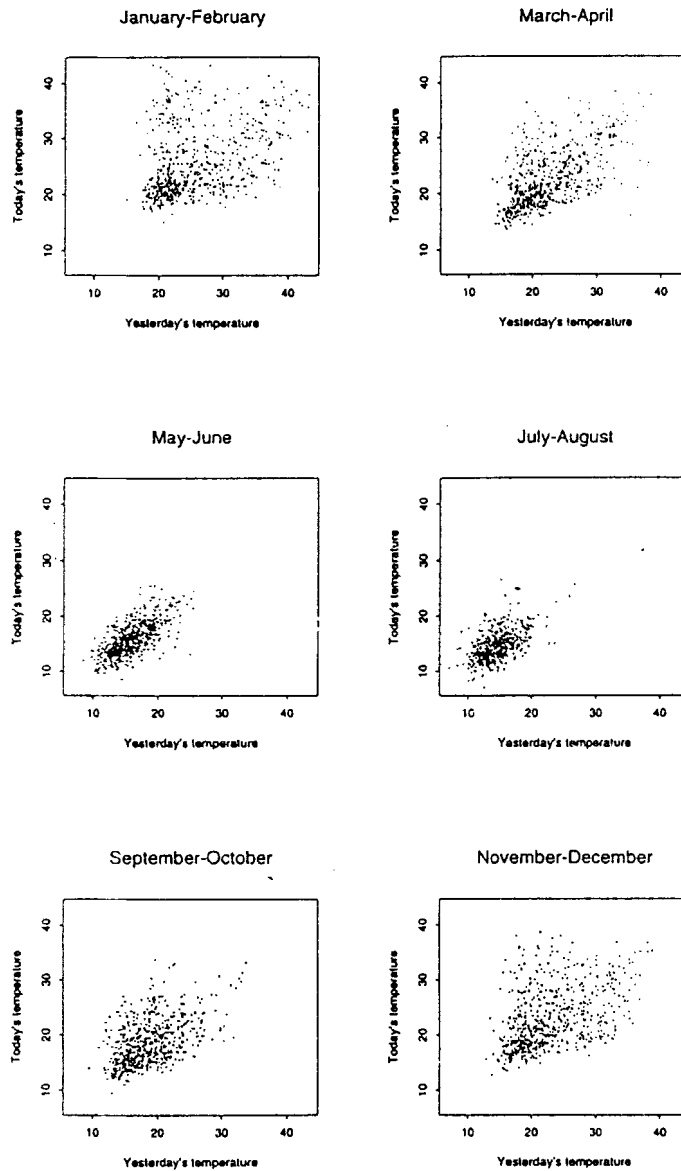 January-February
March-April
Today's temperature
40
30
20
10
10 20 30 40
Yesterday's temperature
Today's temperature
40
30
20
10
10 20 30 40
Yesterday's temperature
May-June
July-August
Today's temperature
40
30
20
10
10 20 30 40
Yesterday's temperature
Today's temperature
40
30
20
10
10 20 30 40
Yesterday's temperature
September-October
November-December
Today's temperature
40
30
20
10
10 20 30 40
Yesterday's temperature
Today's temperature
40
30
20
10
10 20 30 40
Yesterday's temperature